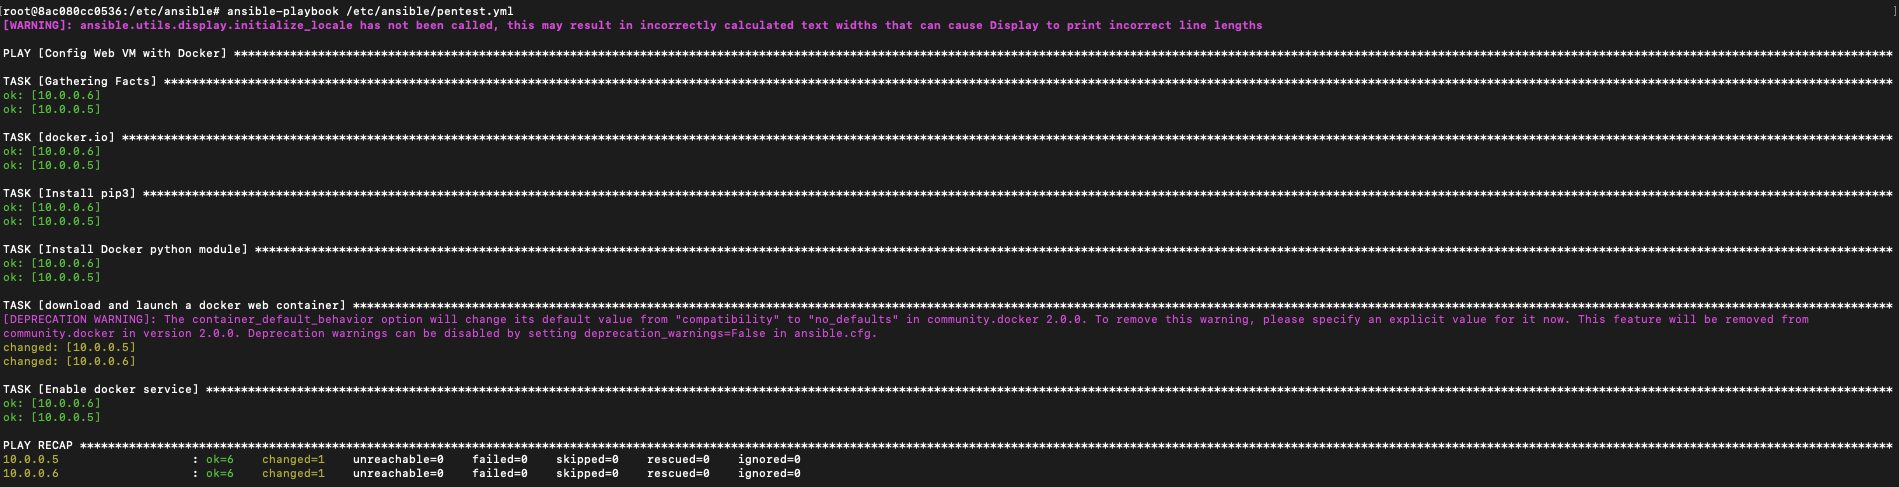 [root@8ac080cc0536:/etc/ansible# ansible-playbook /etc/ansible/pentest.yml ]
[WARNING]: ansible.utils.display.initialize_locale has not been called, this may result in incorrectly calculated text widths that can cause Display to print incorrect line lengths
PLAY [Config Web VM with Docker] ****************************************************************************************************************************************************************************************************************************************
TASK [Gathering Facts] **************************************************************************************************************************************************************************************************************************************************
ok: [10.0.0.6]
ok: [10.0.0.5]
TASK [docker.io] ********************************************************************************************************************************************************************************************************************************************************
ok: [10.0.0.6]
ok: [10.0.0.5]
TASK [Install pip3] *****************************************************************************************************************************************************************************************************************************************************
ok: [10.0.0.6]
ok: [10.0.0.5]
TASK [Install Docker python module] *************************************************************************************************************************************************************************************************************************************
ok: [10.0.0.6]
ok: [10.0.0.5]
TASK [download and launch a docker web container] ***********************************************************************************************************************************************************************************************************************
[DEPRECATION WARNING]: The container_default_behavior option will change its default value from "compatibility" to "no_defaults" in community.docker 2.0.0. To remove this warning, please specify an explicit value for it now. This feature will be removed from
community.docker in version 2.0.0. Deprecation warnings can be disabled by setting deprecation_warnings=False in ansible.cfg.
changed: [10.0.0.5]
changed: [10.0.0.6]
TASK [Enable docker service] ********************************************************************************************************************************************************************************************************************************************
ok: [10.0.0.6]
ok: [10.0.0.5]
PLAY RECAP **************************************************************************************************************************************************************************************************************************************************************
10.0.0.5 : ok=6 changed=1 unreachable=0 failed=0 skipped=0 rescued=0 ignored=0
10.0.0.6 : ok=6 changed=1 unreachable=0 failed=0 skipped=0 rescued=0 ignored=0